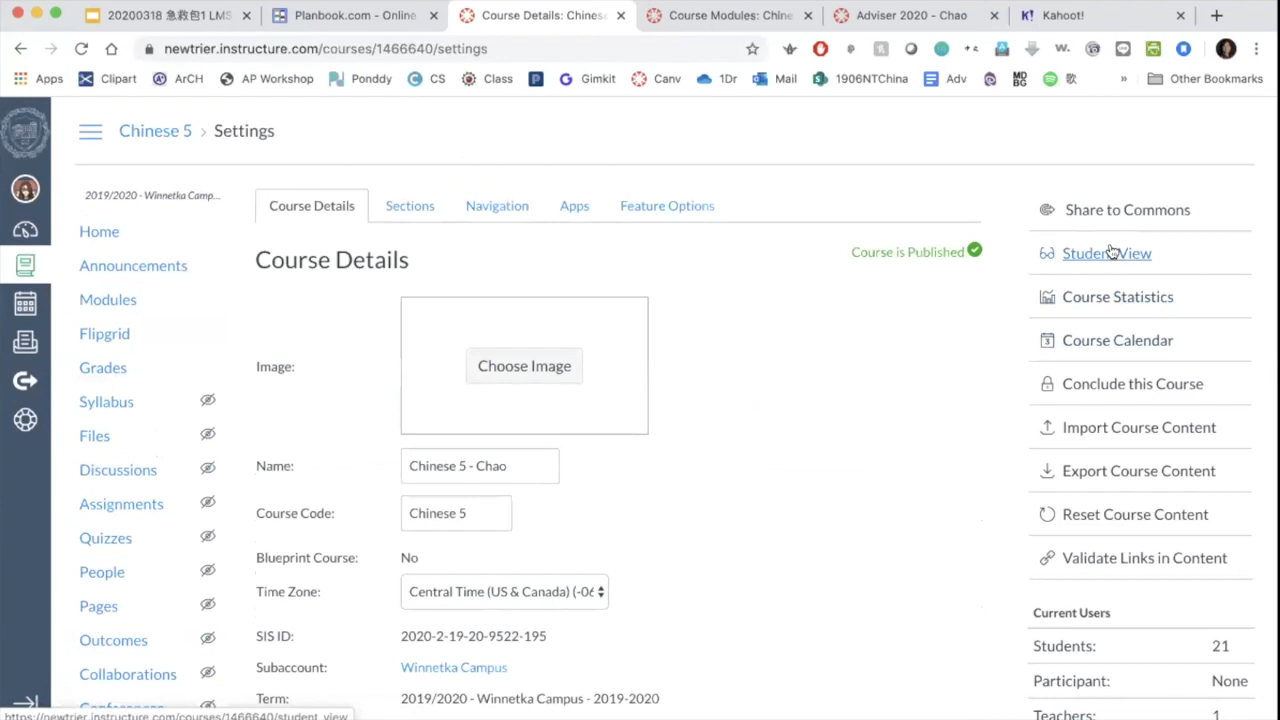 20200318 急救包1 LMS
Planbook.com - Online
Course Details: Chinese
Course Modules: Chine
Adviser 2020 - Chao
Kahoot!
newtrier.instructure.com/courses/1466640/settings
Apps
Clipart
ArCH
AP Workshop
Ponddy
CS
Class
Gimkit
Canv
Dr
Mail
1906NTChina
Adv
MD BG
歌
»
Other Bookmarks
Chinese 5 > Settings
2019/2020 - Winnetka Camp...
Home
Announcements
Modules
Flipgrid
Grades
Syllabus
Files
Discussions
Assignments
Quizzes
People
Pages
Outcomes
Collaborations
Course Details
Sections
Navigation
Apps
Feature Options
Course Details
Course is Published
Image:
Choose Image
Name:
Chinese 5 - Chao
Course Code:
Chinese 5
Blueprint Course:
No
Time Zone:
Central Time (US & Canada) (-06
SIS ID:
2020-2-19-20-9522-195
Subaccount:
Winnetka Campus
Term:
2019/2020 - Winnetka Campus - 2019-2020
Share to Commons
Student View
Course Statistics
Course Calendar
Conclude this Course
Import Course Content
Export Course Content
Reset Course Content
Validate Links in Content
Current Users
Students: 21
Participant: None
Teachers: 1
https://newtrier.instructure.com/courses/1466640/student_view